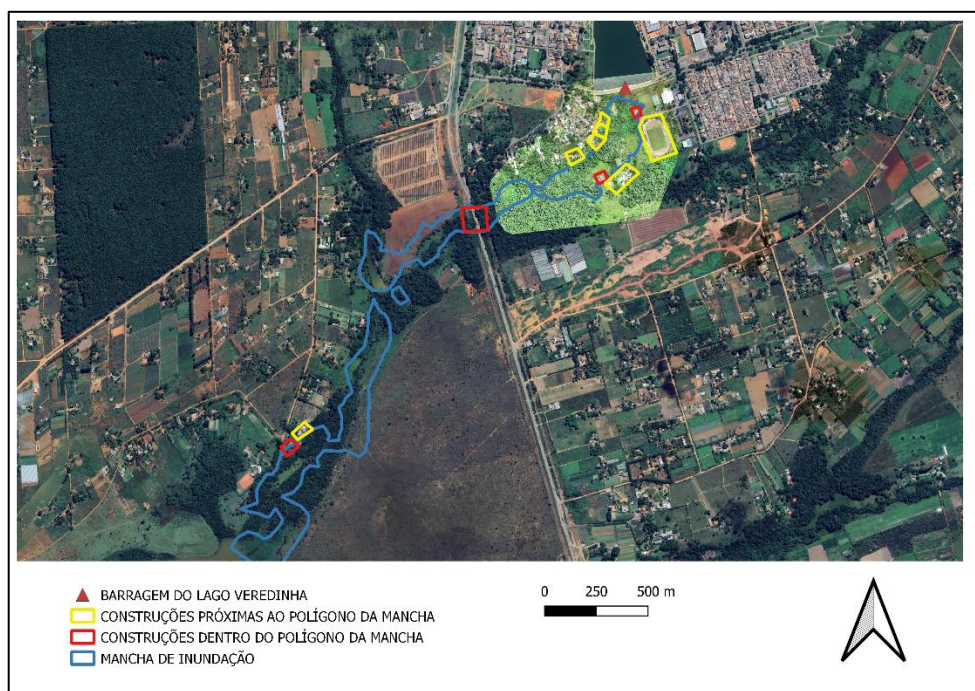 BARRAGEM DO LAGO VEREDINHA
CONSTRUÇÕES PRÓXIMAS AO POLÍGONO DA MANCHA
CONSTRUÇÕES DENTRO DO POLÍGONO DA MANCHA
MANCHA DE INUNDAÇÃO
0 250 500 m